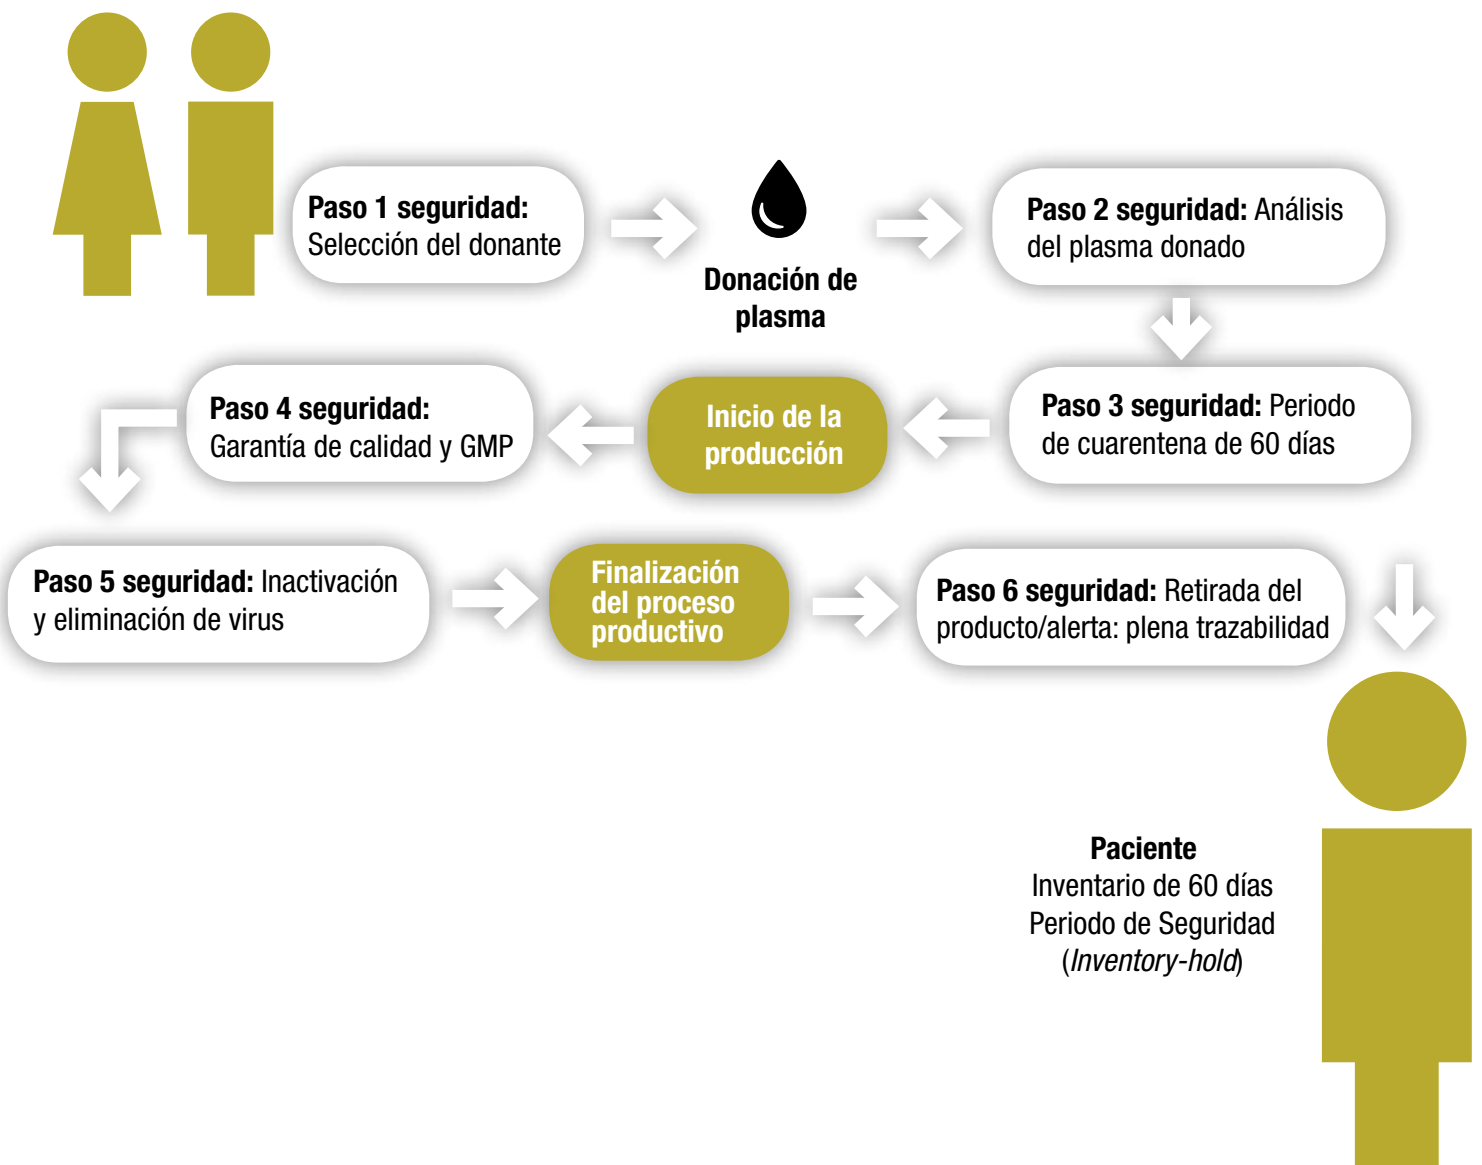 Paso 1 seguridad:
Selección del donante
Donación de
plasma
Paso 2 seguridad: Análisis
del plasma donado
Paso 3 seguridad: Periodo
de cuarentena de 60 días
Inicio de la
producción
Paso 4 seguridad:
Garantía de calidad y GMP
Paso 5 seguridad: Inactivación
y eliminación de virus
Finalización
del proceso
productivo
Paso 6 seguridad: Retirada del
producto/alerta: plena trazabilidad
Paciente
Inventario de 60 días
Periodo de Seguridad
(Inventory-hold)